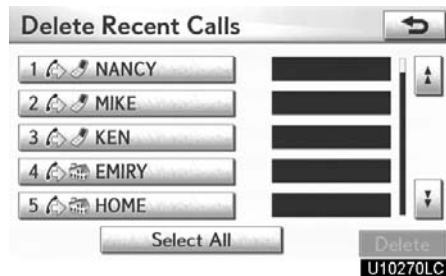 Delete Recent Calls
1 NANCY
2 MIKE
3 KEN
4 EMIRY
5 HOME
Select All
Delete
U10270LC